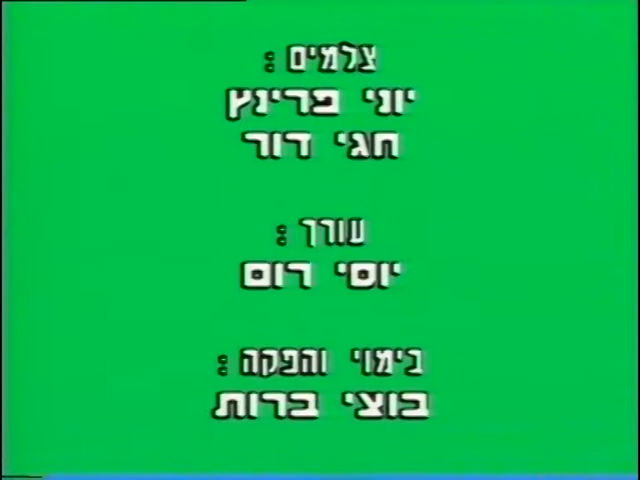 צלמים :
יוני פרינץ
חגי דור
עורך :
יוסי רום
בימוי והפקה :
בוצי ברות